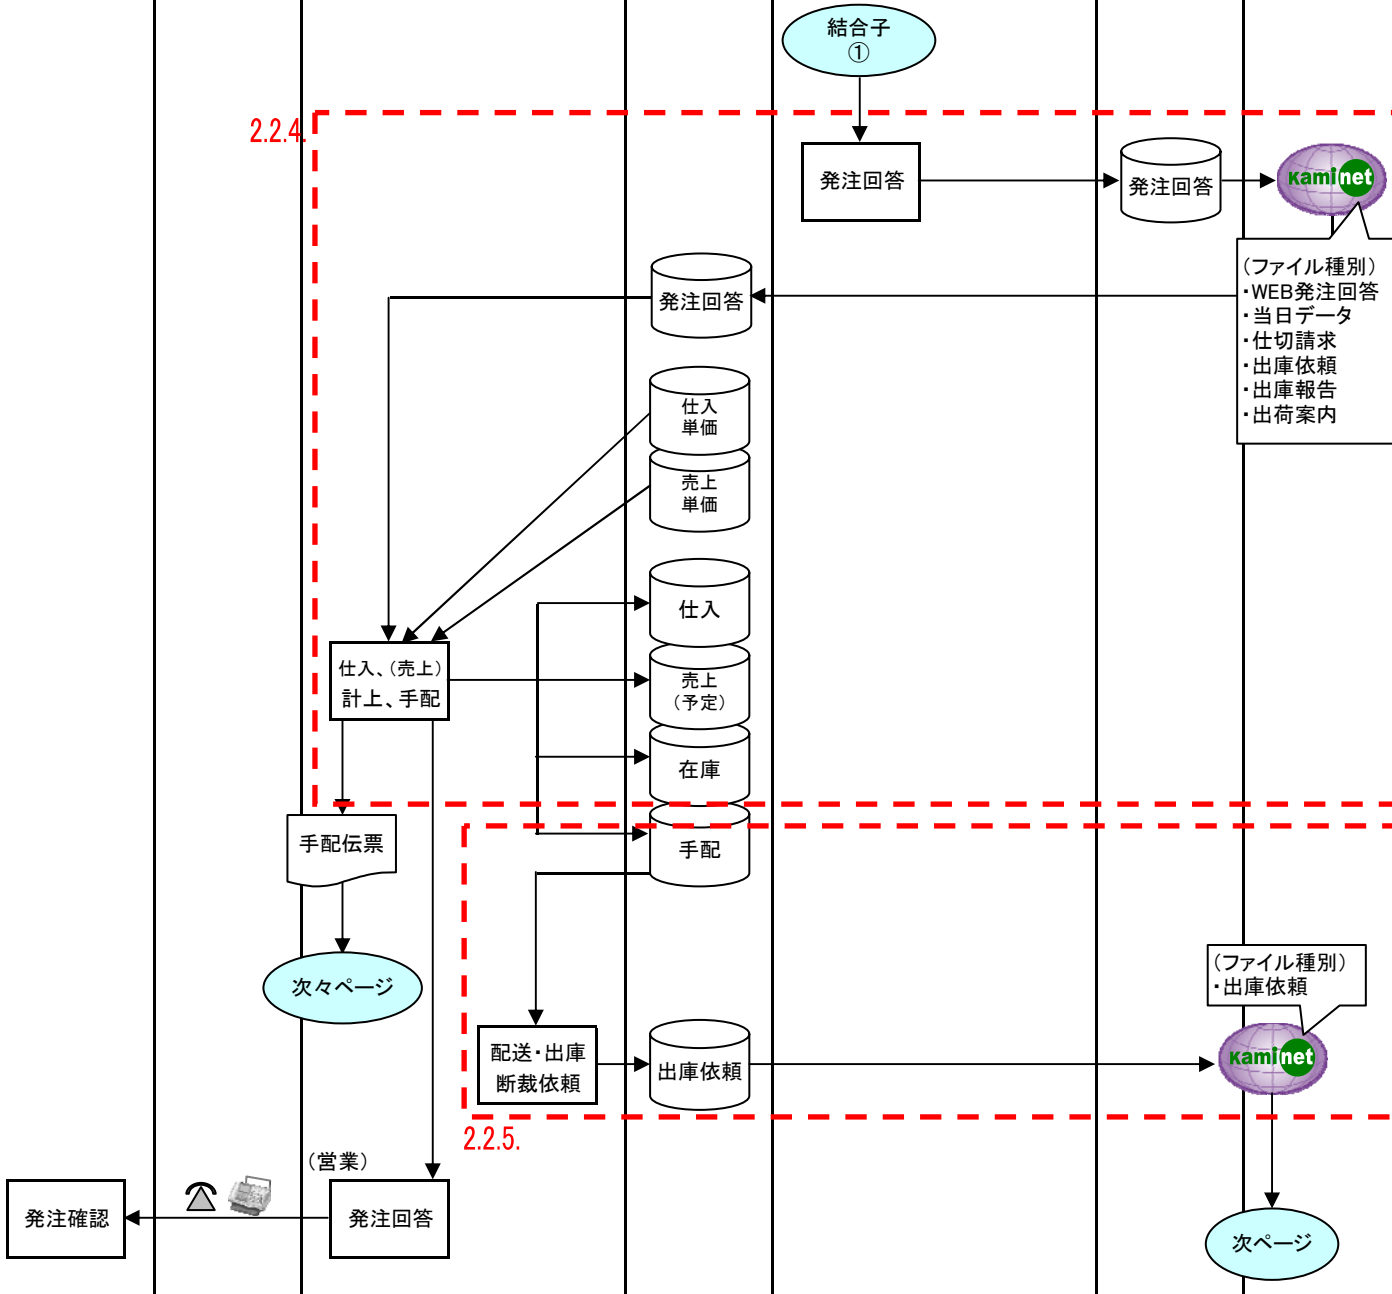 結合子
①
2.2.4.
発注回答
発注回答
kaminet
(ファイル種別)
・WEB発注回答
・当日データ
・仕切請求
・出庫依頼
・出庫報告
・出荷案内
発注回答
仕入
単価
売上
単価
仕入
仕入、(売上)
計上、手配
売上
(予定)
在庫
手配伝票
手配
次々ページ
(ファイル種別)
・出庫依頼
配送・出庫
断裁依頼
出庫依頼
kaminet
2.2.5.
(営業)
発注確認
発注回答
次ページ